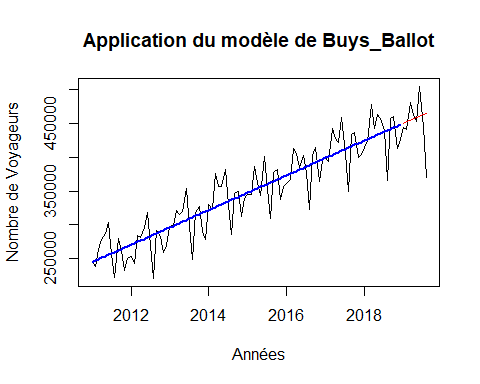 Application du modèle de Buys_Ballot
Nombre de Voyageurs
250000
350000
450000
2012
2014
2016
2018
Années